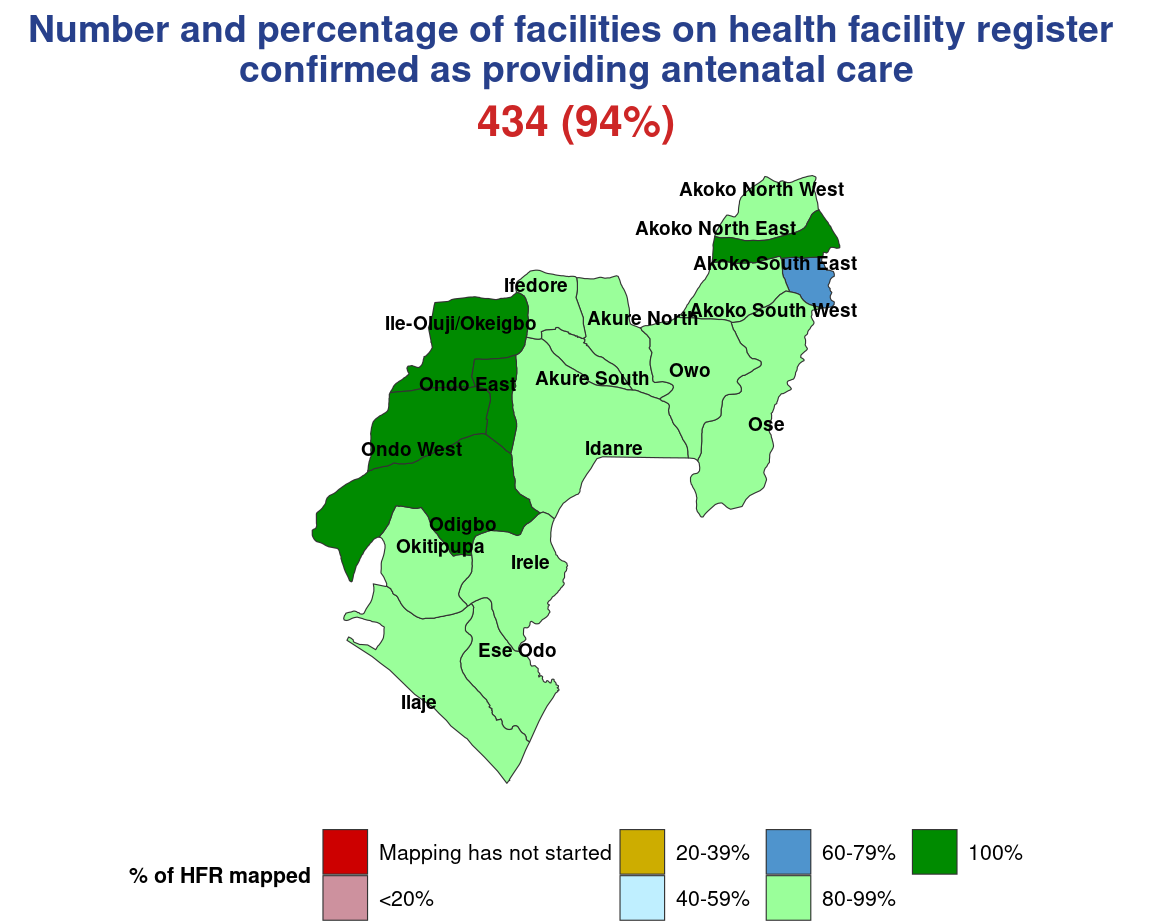 Number and percentage of facilities on health facility register
confirmed as providing antenatal care
434 (94%)
Akoko North West
Akoko North East
Akoko South East
Ifedore
Akoko South West
Akure North
Ile-Oluji/Okeigbo
Owo
Akure South
Ondo East
Ose
Idanre
Ondo West
Odigbo
Okitipupa
Irele
Ese Odo
Ilaje
% of HFR mapped
Mapping has not started
<20%
20-39%
40-59%
60-79%
80-99%
100%